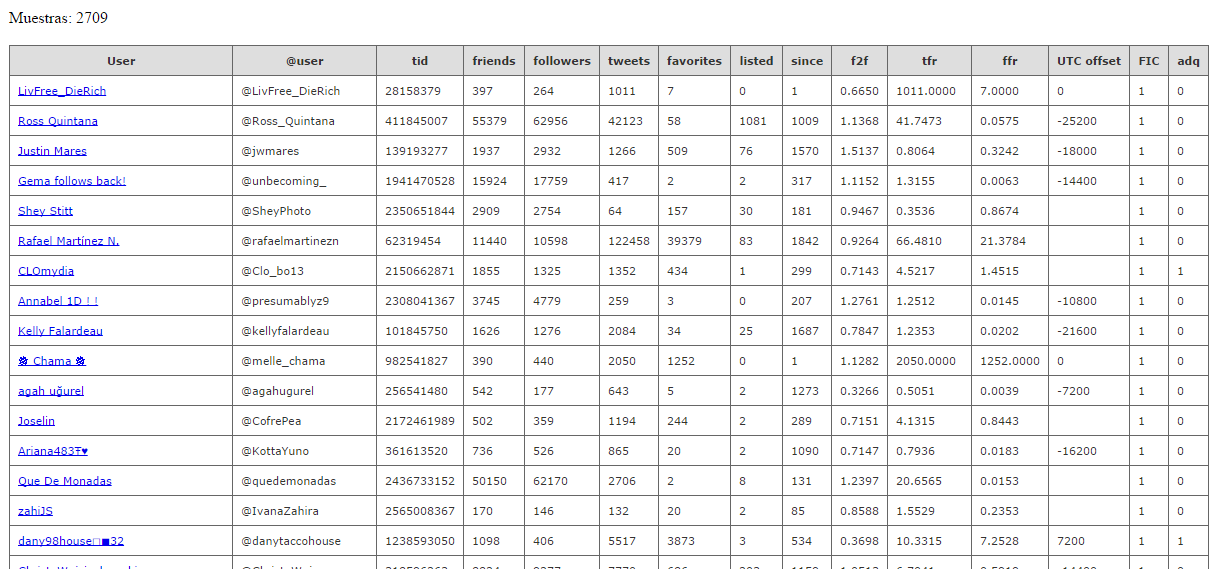 Muestras: 2709
User @user tid friends followers tweets favorites listed since f2f tfr ffr UTC offset FIC adq
LivFree_DieRich @LivFree_DieRich 28158379 397 264 1011 7 0 1 0.6650 1011.0000 7.0000 0 1 0
Ross Quintana @Ross_Quintana 411845007 55379 62956 42123 58 1081 1009 1.1368 41.7473 0.0575 -25200 1 0
Justin Mares @jwmares 139193277 1937 2932 1266 509 76 1570 1.5137 0.8064 0.3242 -18000 1 0
Gema follows back! @unbecoming_ 1941470528 15924 17759 417 2 2 317 1.1152 1.3155 0.0063 -14400 1 0
Shey Stitt @SheyPhoto 2350651844 2909 2754 64 157 30 181 0.9467 0.3536 0.8674 1 0
Rafael Martínez N. @rafaelmartinezn 62319454 11440 10598 122458 39379 83 1842 0.9264 66.4810 21.3784 1 0
CLOmydia @Clo_bo13 2150662871 1855 1325 1352 434 1 299 0.7143 4.5217 1.4515 1 1
Annabel 1D ! ! @presumablyz9 2308041367 3745 4779 259 3 0 207 1.2761 1.2512 0.0145 -10800 1 0
Kelly Falardeau @kellyfalardeau 101845750 1626 1276 2084 34 25 1687 0.7847 1.2353 0.0202 -21600 1 0
Chama @melle_chama 982541827 390 440 2050 1252 0 1 1.1282 2050.0000 1252.0000 0 1 0
agah uğurel @agahugurel 256541480 542 177 643 5 2 1273 0.3266 0.5051 0.0039 -7200 1 0
Joselin @CofrePea 2172461989 502 359 1194 244 2 289 0.7151 4.1315 0.8443 1 0
Ariana483Ŧ♥ @KottaYuno 361613520 736 526 865 20 2 1090 0.7147 0.7936 0.0183 -16200 1 0
Que De Monadas @quedemonadas 2436733152 50150 62170 2706 2 8 131 1.2397 20.6565 0.0153 1 0
zahiJS @IvanaZahira 2565008367 170 146 132 20 2 85 0.8588 1.5529 0.2353 1 0
dany98house□■32 @danytaccohouse 1238593050 1098 406 5517 3873 3 534 0.3698 10.3315 7.2528 7200 1 1